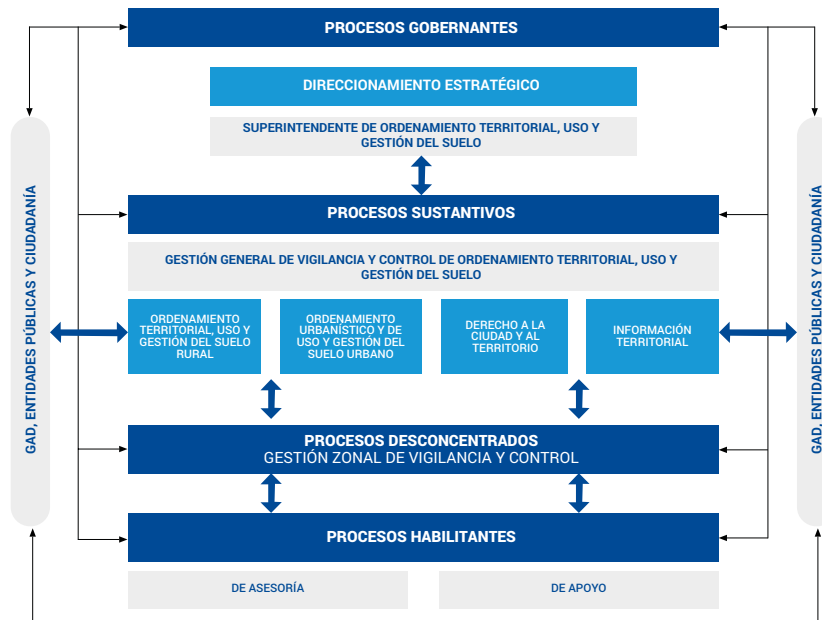 PROCESOS GOBERNANTES
DIRECCIONAMIENTO ESTRATÉGICO
SUPERINTENDENTE DE ORDENAMIENTO TERRITORIAL, USO Y
GESTIÓN DEL SUELO
GAD, ENTIDADES PÚBLICAS Y CIUDADANÍA
PROCESOS SUSTANTIVOS
GESTIÓN GENERAL DE VIGILANCIA Y CONTROL DE ORDENAMIENTO TERRITORIAL, USO Y
GESTIÓN DEL SUELO
ORDENAMIENTO
TERRITORIAL, USO Y
GESTIÓN DEL SUELO
RURAL
ORDENAMIENTO
URBANÍSTICO Y DE
USO Y GESTIÓN DEL
SUELO URBANO
DERECHO A LA
CIUDAD Y AL
TERRITORIO
INFORMACIÓN
TERRITORIAL
GAD, ENTIDADES PÚBLICAS Y CIUDADANÍA
PROCESOS DESCONCENTRADOS
GESTIÓN ZONAL DE VIGILANCIA Y CONTROL
PROCESOS HABILITANTES
DE ASESORÍA
DE APOYO